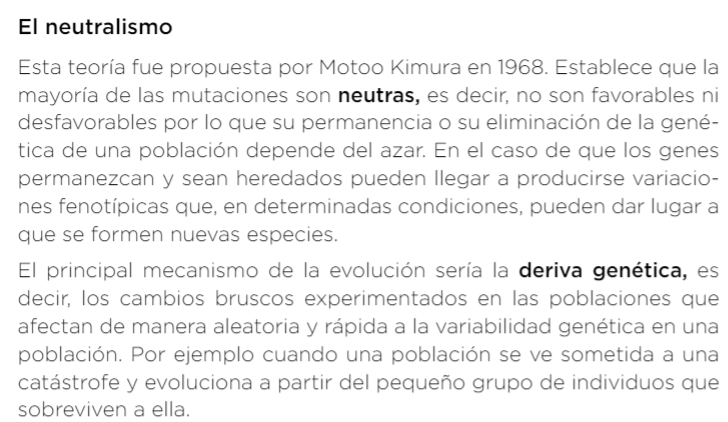 El neutralismo
Esta teoría fue propuesta por Motoo Kimura en 1968. Establece que la
mayoría de las mutaciones son neutras, es decir, no son favorables ni
desfavorables por lo que su permanencia o su eliminación de la gené-
tica de una población depende del azar. En el caso de que los genes
permanezcan y sean heredados pueden llegar a producirse variacio-
nes fenotípicas que, en determinadas condiciones, pueden dar lugar a
que se formen nuevas especies.
El principal mecanismo de la evolución sería la deriva genética, es
decir, los cambios bruscos experimentados en las poblaciones que
afectan de manera aleatoria y rápida a la variabilidad genética en una
población. Por ejemplo cuando una población se ve sometida a una
catástrofe y evoluciona a partir del pequeño grupo de individuos que
sobreviven a ella.